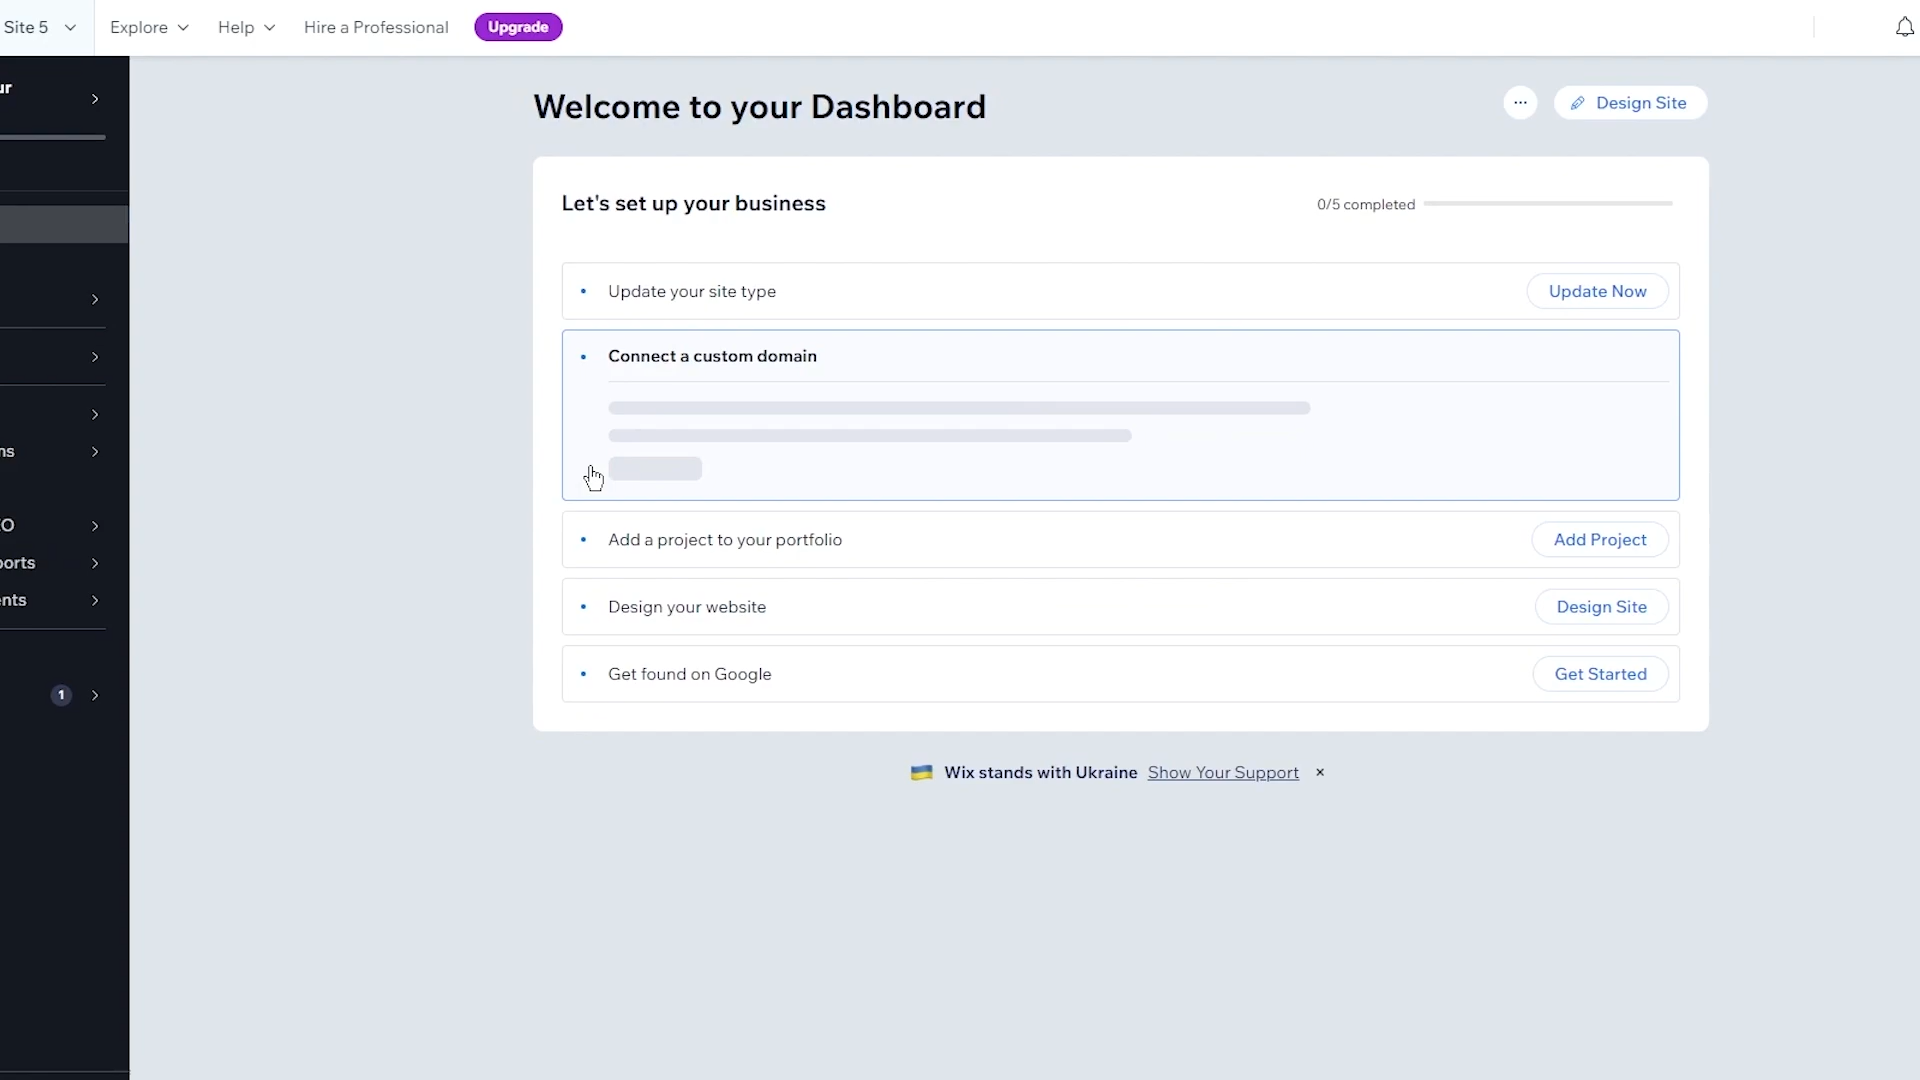 Site 5 Explore Help Hire a Professional Upgrade
Welcome to your Dashboard
... Design Site
Let's set up your business
0/5 completed
Update your site type
Update Now
Connect a custom domain
Add a project to your portfolio
Add Project
Design your website
Design Site
Get found on Google
Get Started
Wix stands with Ukraine Show Your Support ×
ur
ns
O
ports
ents
1